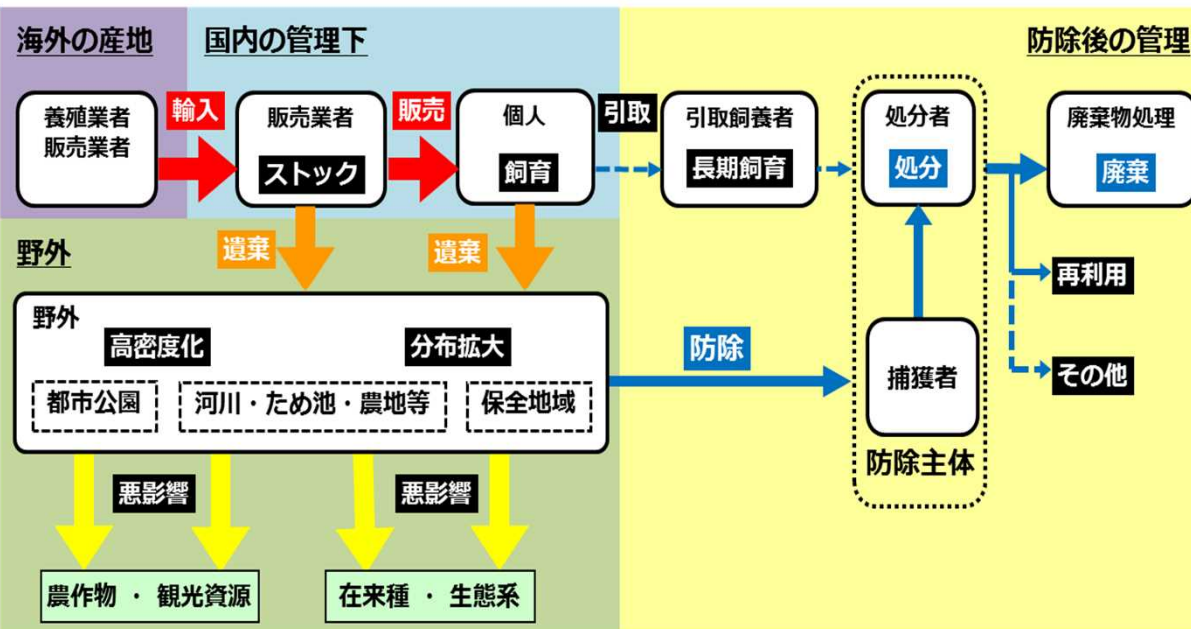 海外の産地
国内の管理下
防除後の管理
養殖業者
販売業者
輸入
販売業者
ストック
販売
個人
飼育
引取
引取飼養者
長期飼育
処分者
処分
廃棄物処理
廃棄
遺棄
遺棄
再利用
その他
野外
野外
高密度化
分布拡大
都市公園
河川・ため池・農地等
保全地域
防除
捕獲者
防除主体
悪影響
悪影響
農作物 ・ 観光資源
在来種 ・ 生態系